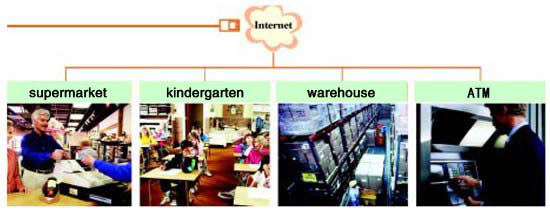 Internet
supermarket
kindergarten
warehouse
ATM